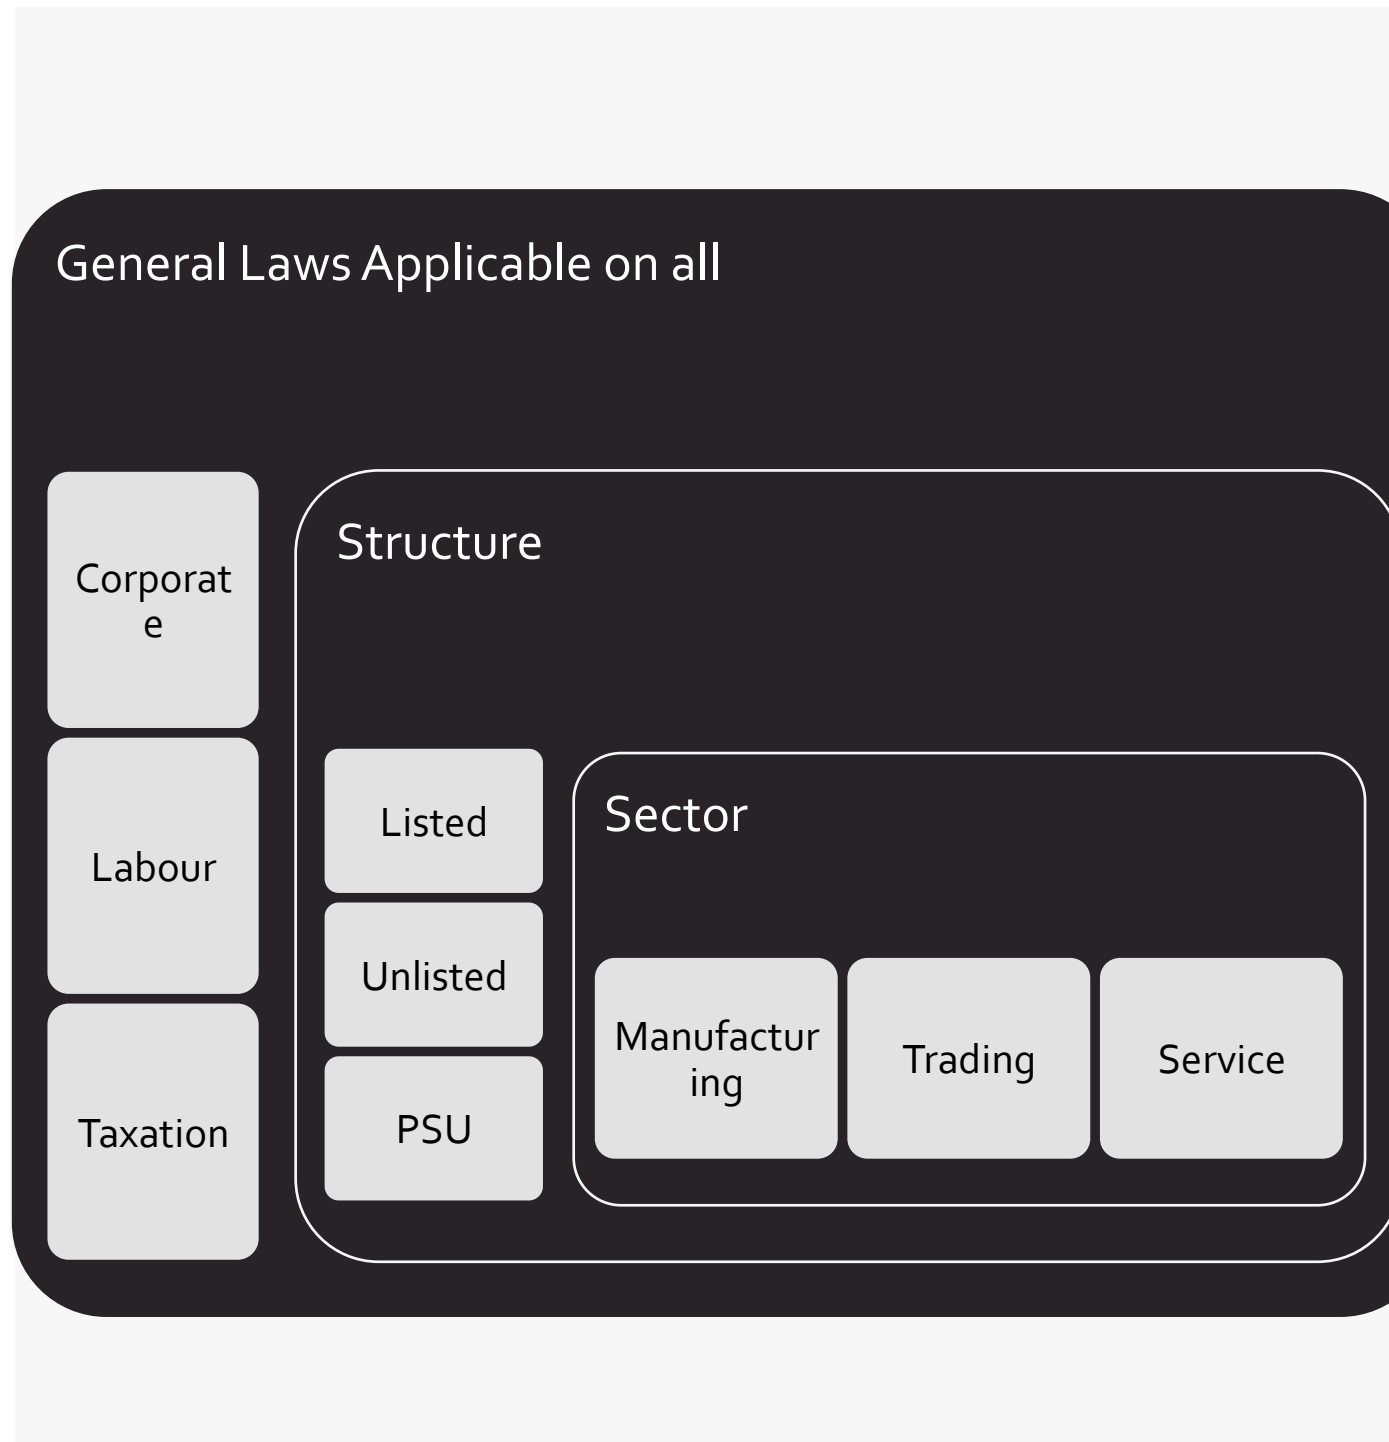 General Laws Applicable on all
Corporat
e
Labour
Taxation
Structure
Listed
Unlisted
PSU
Sector
Manufactur
ing
Trading
Service